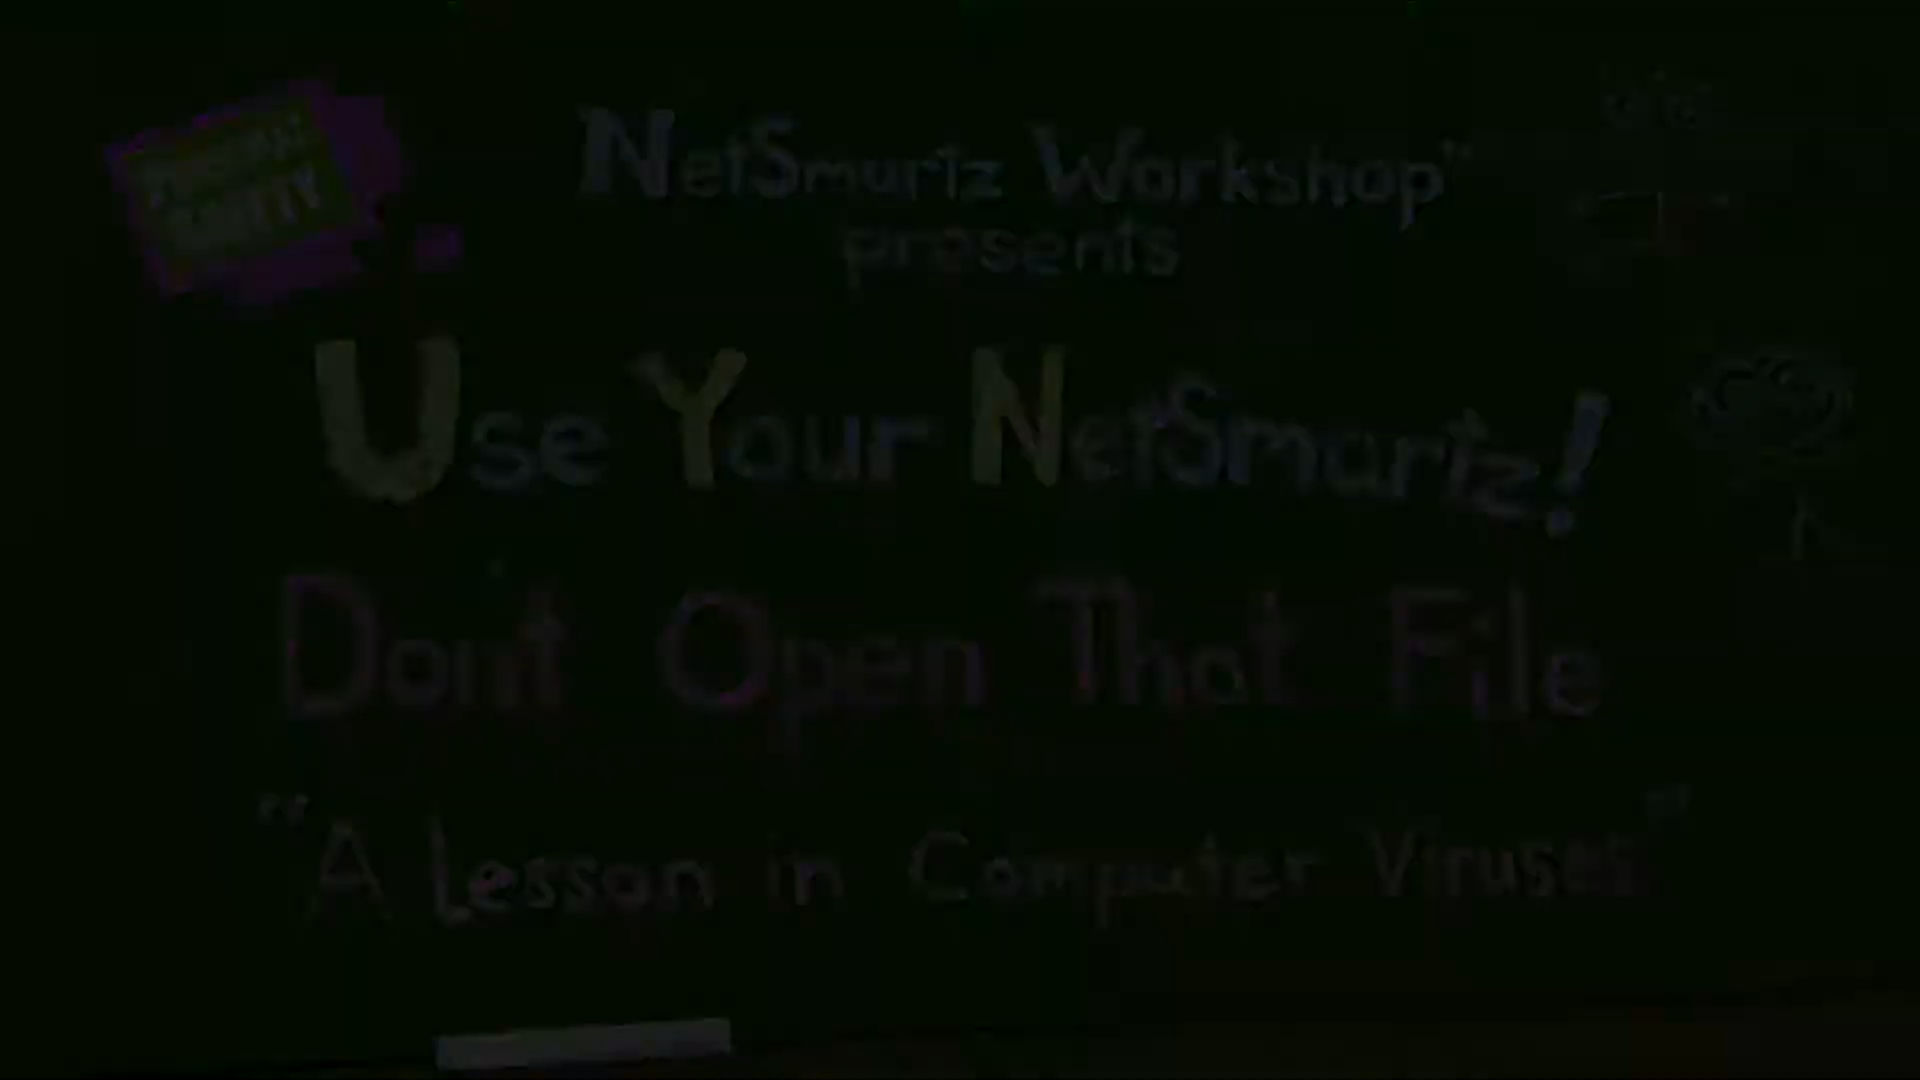 NetSmartz Workshop"
presents
Use Your NetSmartz!
Don't Open That File
"A Lesson in Computer Viruses"